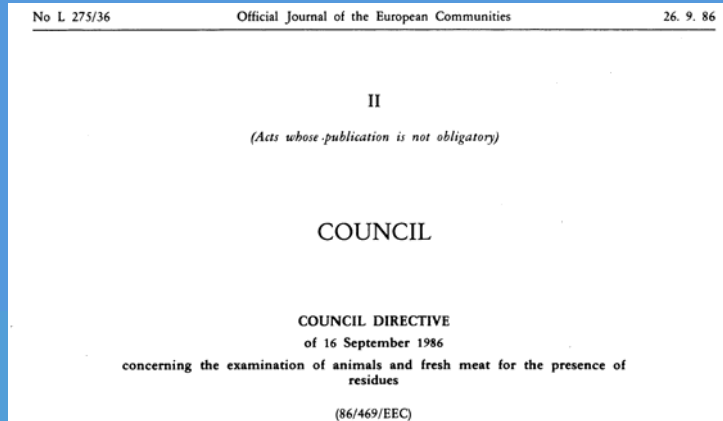 No L 275/36 Official Journal of the European Communities 26. 9. 86
II
(Acts whose publication is not obligatory)
COUNCIL
COUNCIL DIRECTIVE
of 16 September 1986
concerning the examination of animals and fresh meat for the presence of
residues
(86/469/EEC)